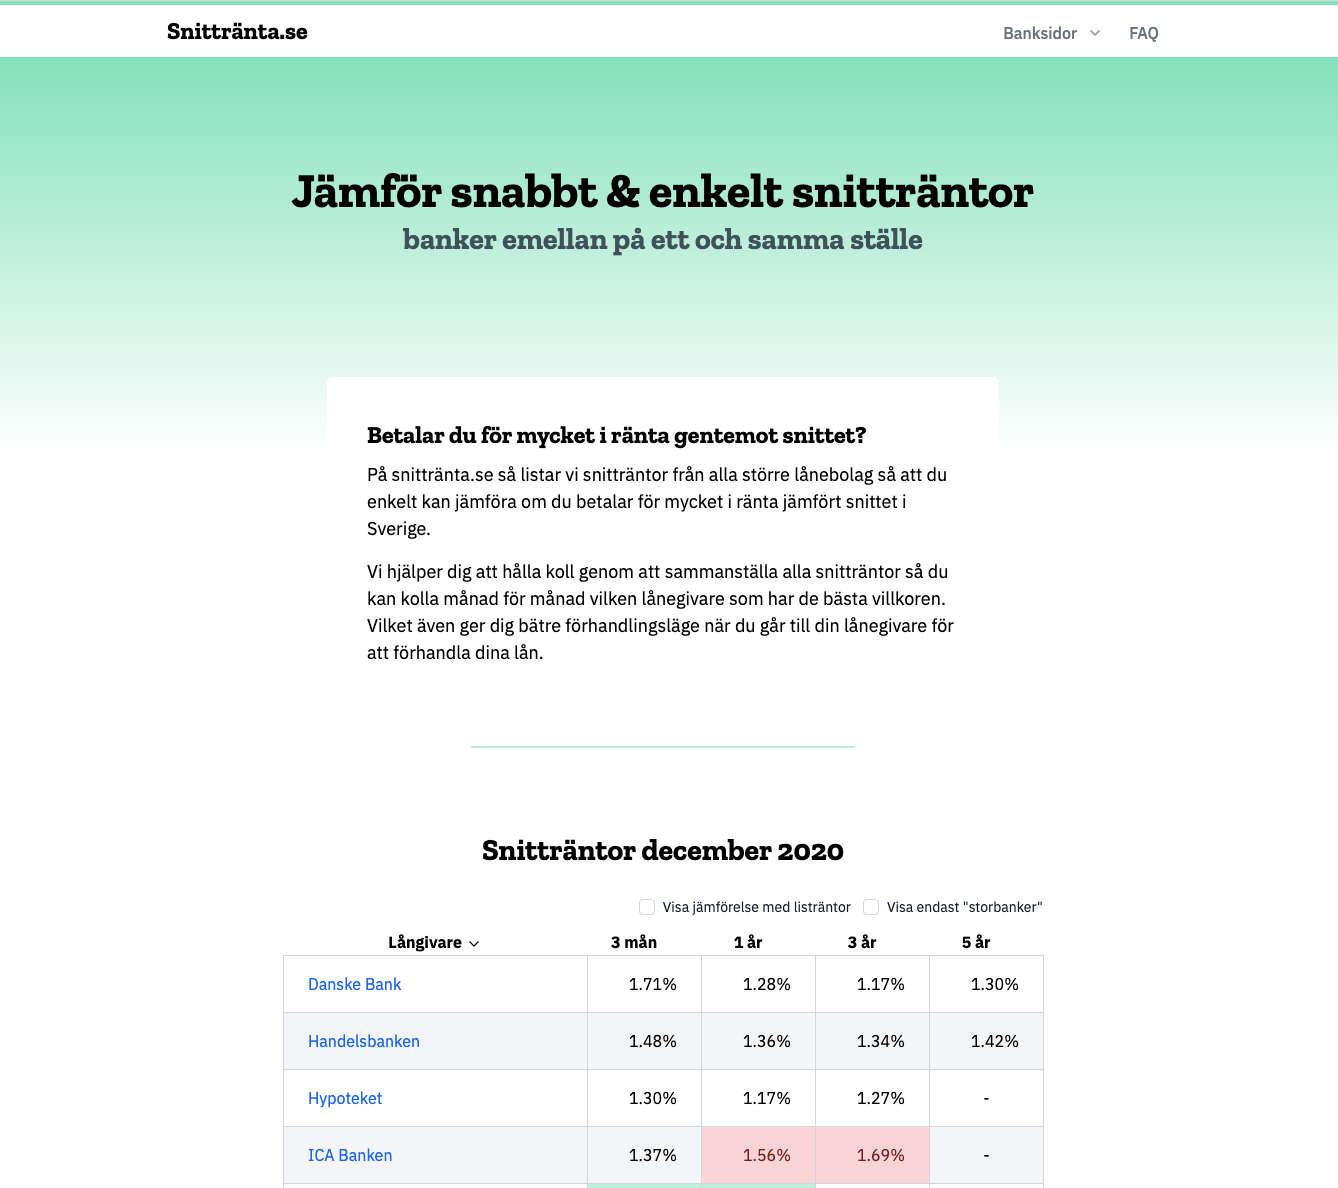 Snittränta.se
Banksidor FAQ
Jämför snabbt & enkelt snitträntor
banker emellan på ett och samma ställe
Betalar du för mycket i ränta gentemot snittet?
På snittränta.se så listar vi snitträntor från alla större lånebolag så att du
enkelt kan jämföra om du betalar för mycket i ränta jämfört snittet i
Sverige.
Vi hjälper dig att hålla koll genom att sammanställa alla snitträntor så du
kan kolla månad för månad vilken lånegivare som har de bästa villkoren.
Vilket även ger dig bätre förhandlingsläge när du går till din lånegivare för
att förhandla dina lån.
Snitträntor december 2020
Visa jämförelse med listräntor Visa endast "storbanker"
Långivare 3 mån 1 år 3 år 5 år
Danske Bank 1.71% 1.28% 1.17% 1.30%
Handelsbanken 1.48% 1.36% 1.34% 1.42%
Hypoteket 1.30% 1.17% 1.27% -
ICA Banken 1.37% 1.56% 1.69% -